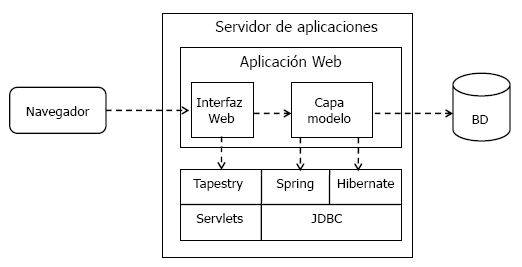 Servidor de aplicaciones
Aplicación Web
Navegador
Interfaz
Web
Capa
modelo
BD
Tapestry
Spring
Hibernate
Servlets
JDBC